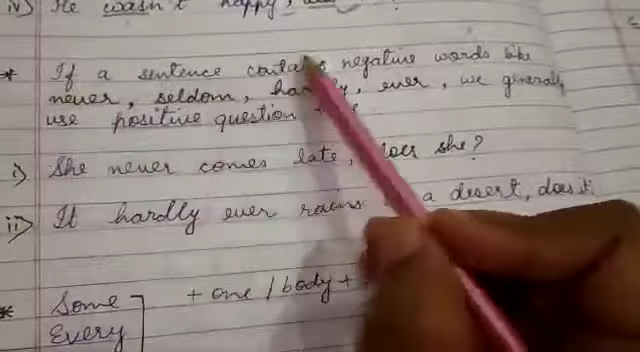 iv) He wasn't happy,
* If a sentence contains negative words like
never, seldom, hardly, ever, we generally
use positive question
i) She never comes late, does she?
ii) It hardly ever rains a desert, does it
* Some + one / body +
Every